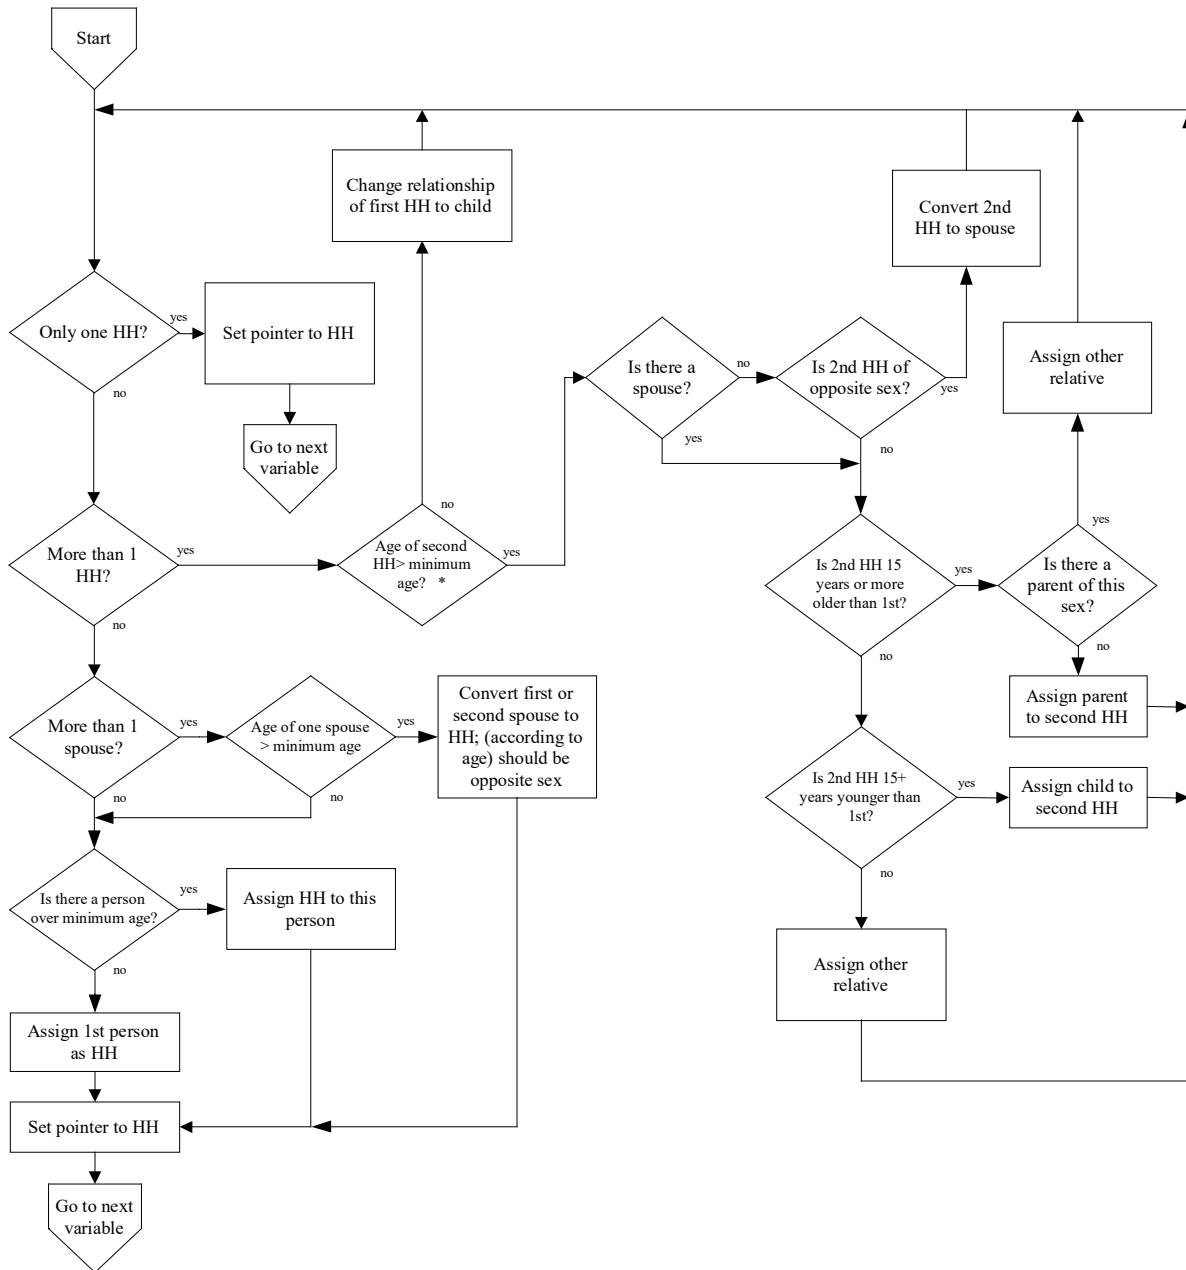 Start
Change relationship
of first HH to child
Convert 2nd
HH to spouse
Only one HH?
yes
no
Set pointer to HH
Go to next
variable
Is there a
spouse?
no
yes
Is 2nd HH of
opposite sex?
yes
no
Assign other
relative
More than 1
HH?
yes
no
Age of second
HH> minimum
age?   *
no
yes
Is 2nd HH 15
years or more
older than 1st?
yes
no
Is there a
parent of this
sex?
yes
no
Assign parent
to second HH
More than 1
spouse?
yes
no
Age of one spouse
> minimum age
yes
no
Convert first or
second spouse to
HH; (according to
age) should be
opposite sex
Is 2nd HH 15+
years younger than
1st?
yes
no
Assign child to
second HH
Is there a person
over minimum age?
yes
no
Assign HH to this
person
Assign other
relative
Assign 1st person
as HH
Set pointer to HH
Go to next
variable